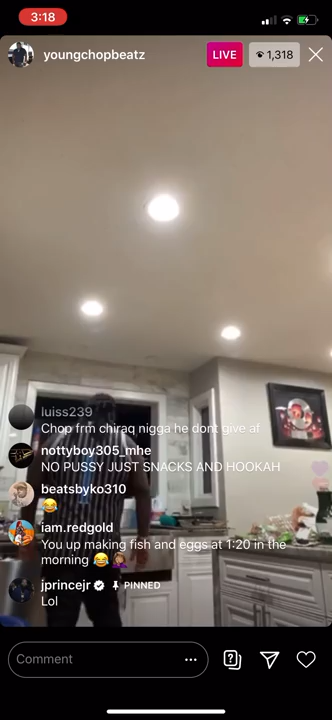 3:18
youngchopbeatz
LIVE
1,318
luiss239
Chop frm chiraq nigga he dont give af
nottyboy305_mhe
NO PUSSY JUST SNACKS AND HOOKAH
beatsbyko310
😂
iam.redgold
You up making fish and eggs at 1:20 in the
morning 😂 🤦🏽‍♀️
jprincejr
PINNED
Lol
Comment